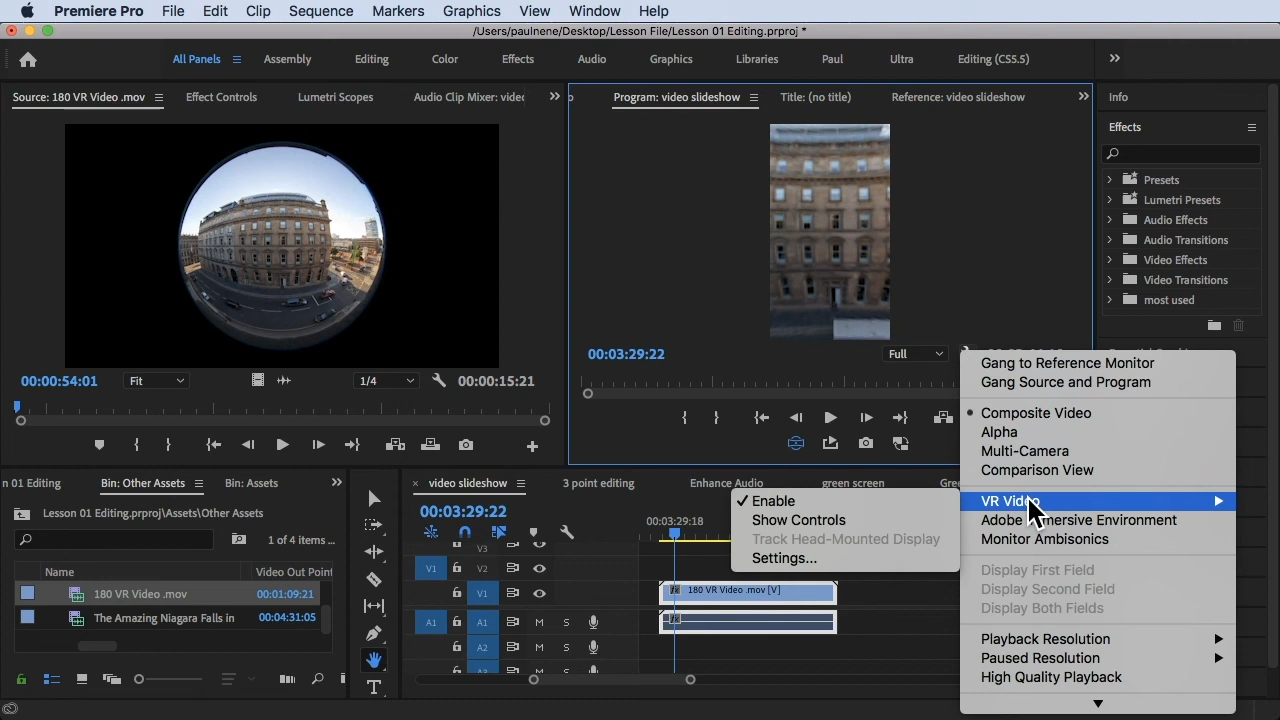 Premiere Pro File Edit Clip Sequence Markers Graphics View Window Help
/Users/paulnene/Desktop/Lesson File/Lesson 01 Editing.prproj *
All Panels Assembly Editing Color Effects Audio Graphics Libraries Paul Ultra Editing (CS5.5)
Source: 180 VR Video .mov Effect Controls Lumetri Scopes Audio Clip Mixer: video
Program: video slideshow Title: (no title) Reference: video slideshow
Info
Effects
Presets
Lumetri Presets
Audio Effects
Audio Transitions
Video Effects
Video Transitions
most used
00:00:54:01 Fit 1/4 00:00:15:21
00:03:29:22 Full
Gang to Reference Monitor
Gang Source and Program
Composite Video
Alpha
Multi-Camera
Comparison View
VR Video
Adobe Immersive Environment
Monitor Ambisonics
Display First Field
Display Second Field
Display Both Fields
Playback Resolution
Paused Resolution
High Quality Playback
Enable
Show Controls
Track Head-Mounted Display
Settings...
n 01 Editing Bin: Other Assets Bin: Assets
Lesson 01 Editing.prproj\Assets\Other Assets
1 of 4 items ...
Name Video Out Point
180 VR Video .mov 00:01:09:21
The Amazing Niagara Falls in 00:04:31:05
× video slideshow 3 point editing Enhance Audio green screen Gre
00:03:29:22
00:03:29:18
V3
V1 V2
V1 180 VR Video .mov [V]
A1 A1 M S
A2 M S
A3 M S
fx
fx
T